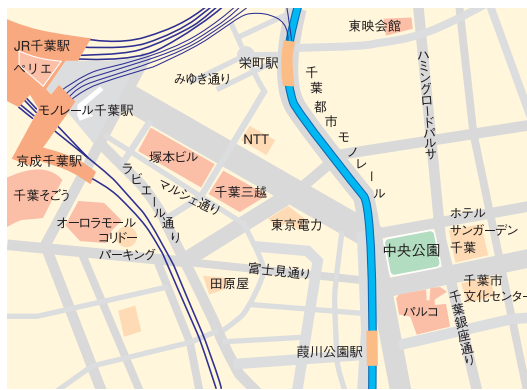 JR千葉駅
ペリエ
モノレール千葉駅
京成千葉駅
千葉そごう
オーロラモール
コリドー
パーキング
みゆき通り
栄町駅
東映会館
千葉都市モノレール
ハミングロードパルサ
NTT
塚本ビル
ラピエール通り
マルシェ通り
千葉三越
東京電力
富士見通り
田原屋
中央公園
ホテル
サンガーデン
千葉
千葉市
文化センター
パルコ
千葉銀座通り
葭川公園駅